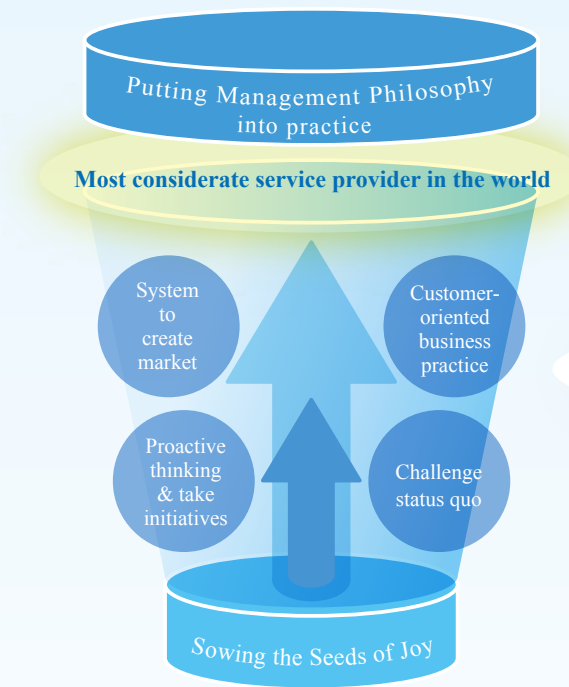 Putting Management Philosophy
into practice
Most considerate service provider in the world
System
to
create
market
Customer-
oriented
business
practice
Proactive
thinking
& take
initiatives
Challenge
status quo
Sowing the Seeds of Joy